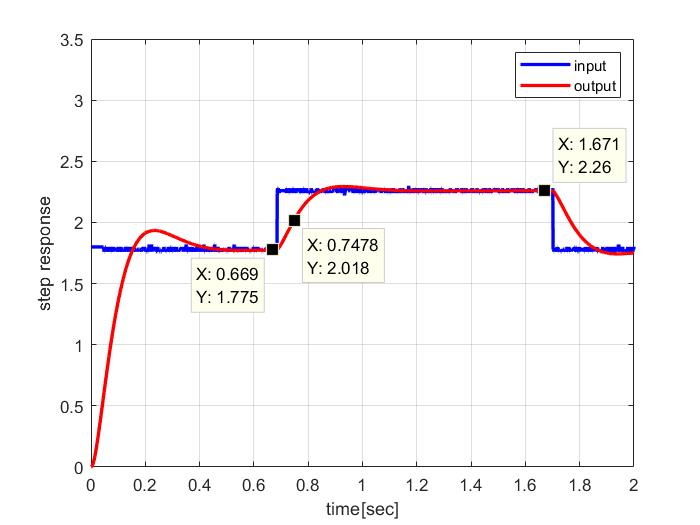 3.5
3
2.5
2
1.5
1
0.5
0
step response
input
output
X: 1.671
Y: 2.26
X: 0.7478
Y: 2.018
X: 0.669
Y: 1.775
0 0.2 0.4 0.6 0.8 1 1.2 1.4 1.6 1.8 2
time[sec]